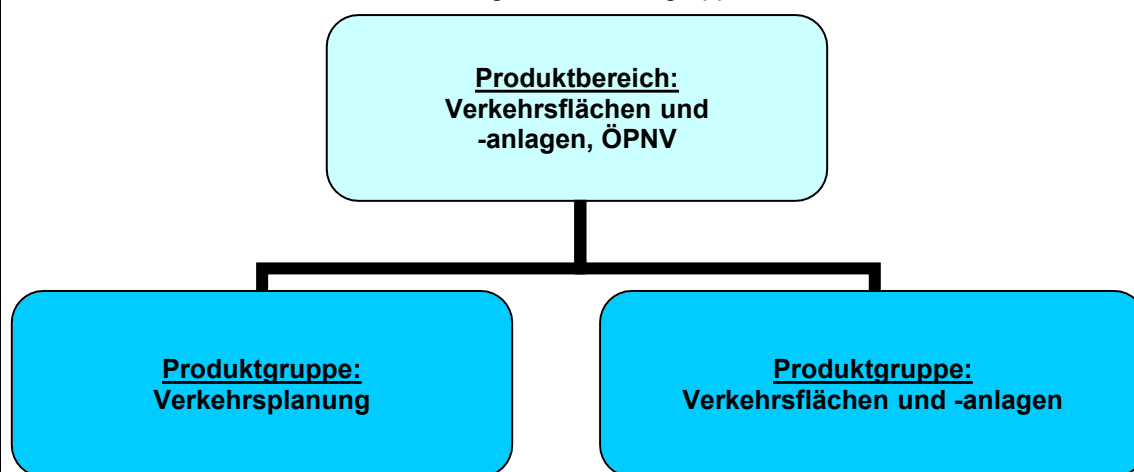 Produktbereich:
Verkehrsflächen und
-anlagen, ÖPNV
Produktgruppe:
Verkehrsplanung
Produktgruppe:
Verkehrsflächen und -anlagen